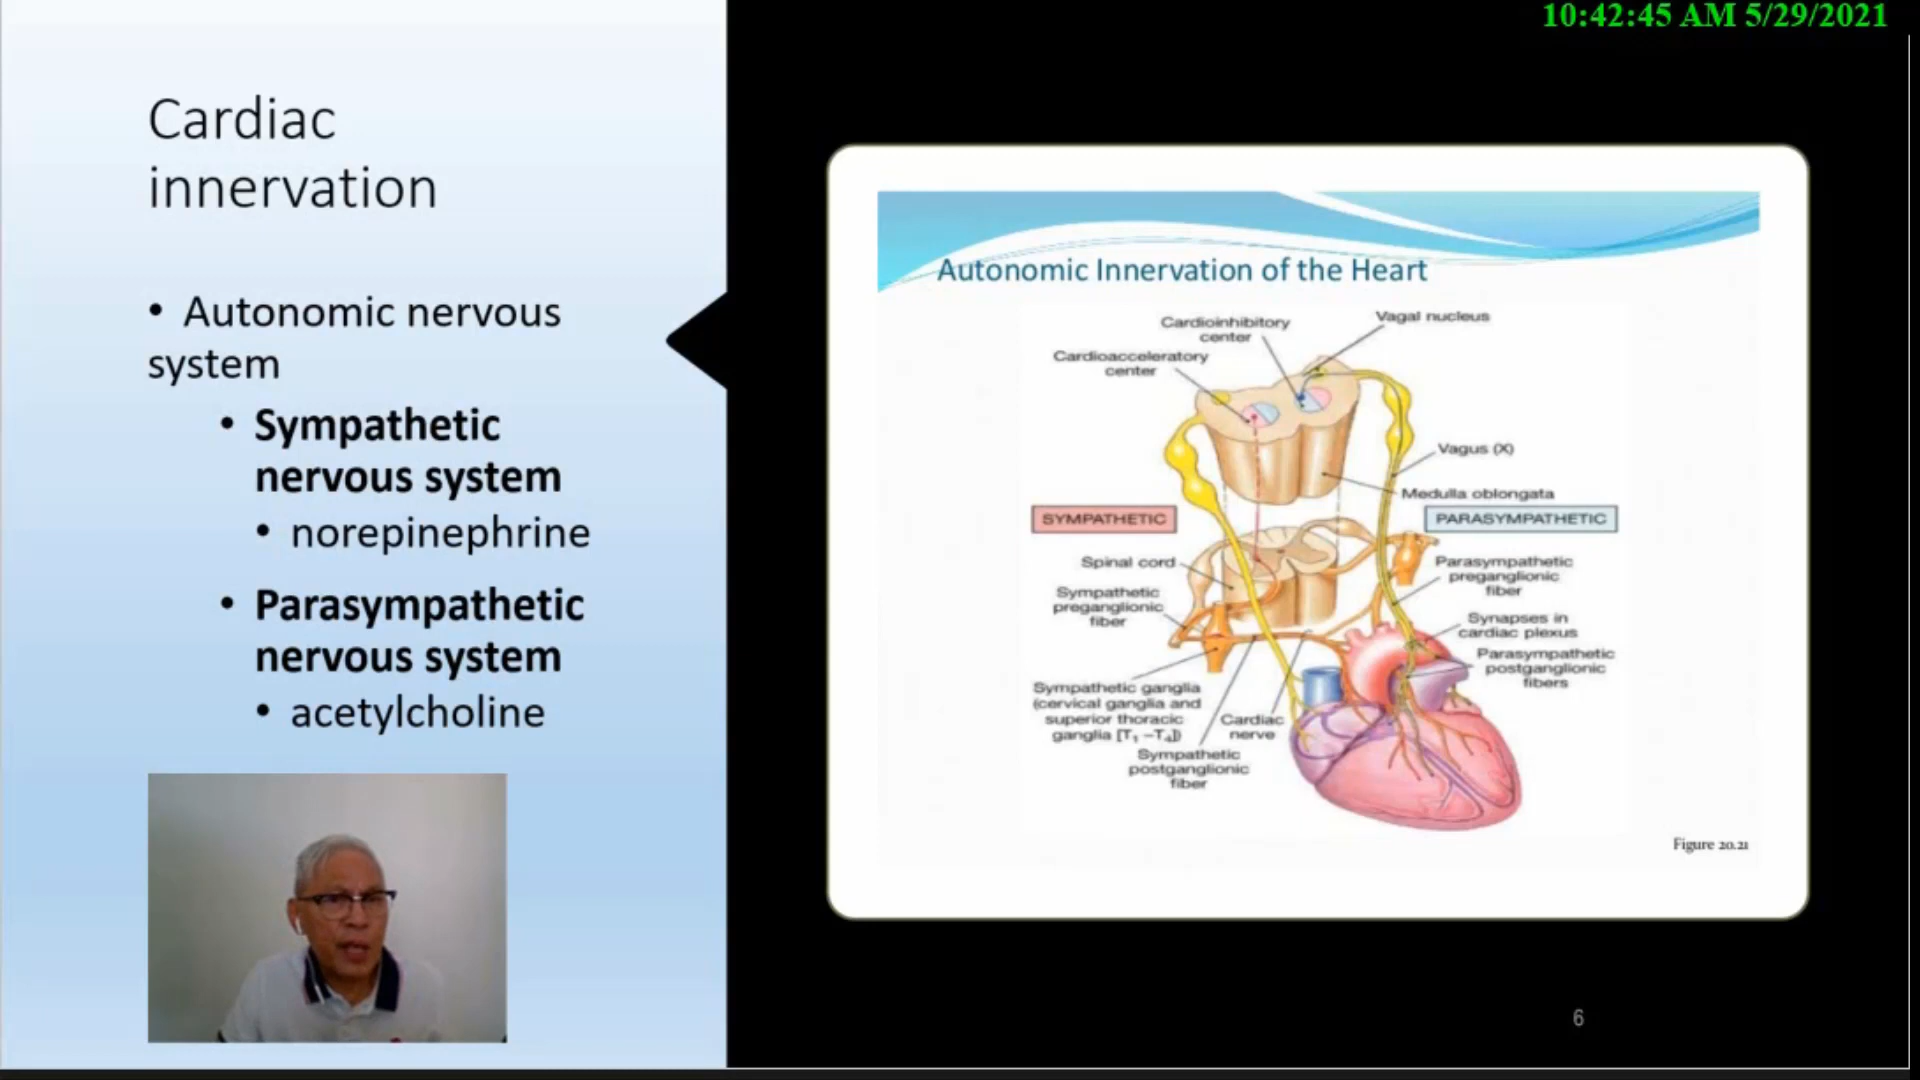 10:42:45 AM 5/29/2021
Cardiac
innervation
• Autonomic nervous
system
• Sympathetic
nervous system
• norepinephrine
• Parasympathetic
nervous system
• acetylcholine
Autonomic Innervation of the Heart
Vagal nucleus
Cardioinhibitory
center
Cardioacceleratory
center
Vagus (X)
Medulla oblongata
SYMPATHETIC
PARASYMPATHETIC
Spinal cord
Parasympathetic
preganglionic
fiber
Sympathetic
preganglionic
fiber
Synapses in
cardiac plexus
Parasympathetic
postganglionic
fibers
Sympathetic ganglia
(cervical ganglia and
superior thoracic
ganglia [T₁ –T₄])
Cardiac
nerve
Sympathetic
postganglionic
fiber
Figure 20.21
6